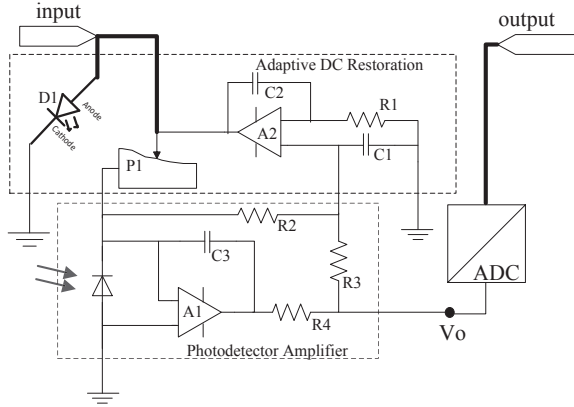 input
output
Adaptive DC Restoration
D1
Anode
Cathode
C2
R1
A2
C1
P1
R2
C3
R3
ADC
A1
R4
Vo
Photodetector Amplifier